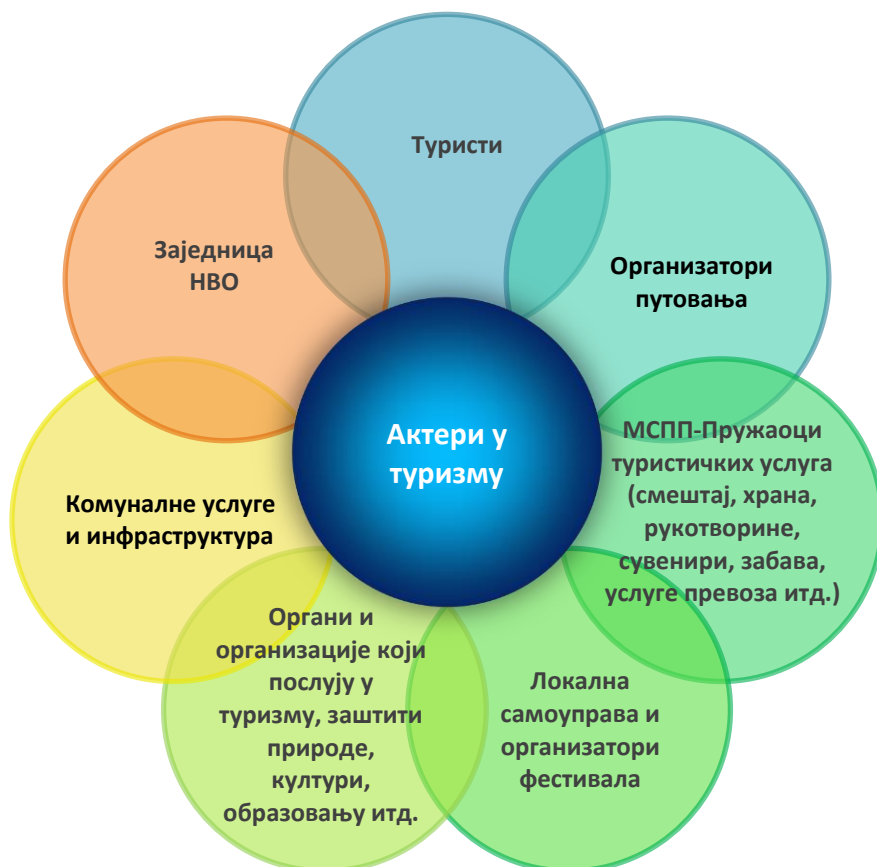 Туристи
Организатори
путовања
МСПП-Пружаоци
туристичких услуга
(смештај, храна,
рукотворине,
сувенири, забава,
услуге превоза итд.)
Локална
самоуправа и
организатори
фестивала
Органи и
организације који
послују у
туризму, заштити
природе,
култури,
образовању итд.
Комуналне услуге
и инфраструктура
Заједница
НВО
Актери у
туризму